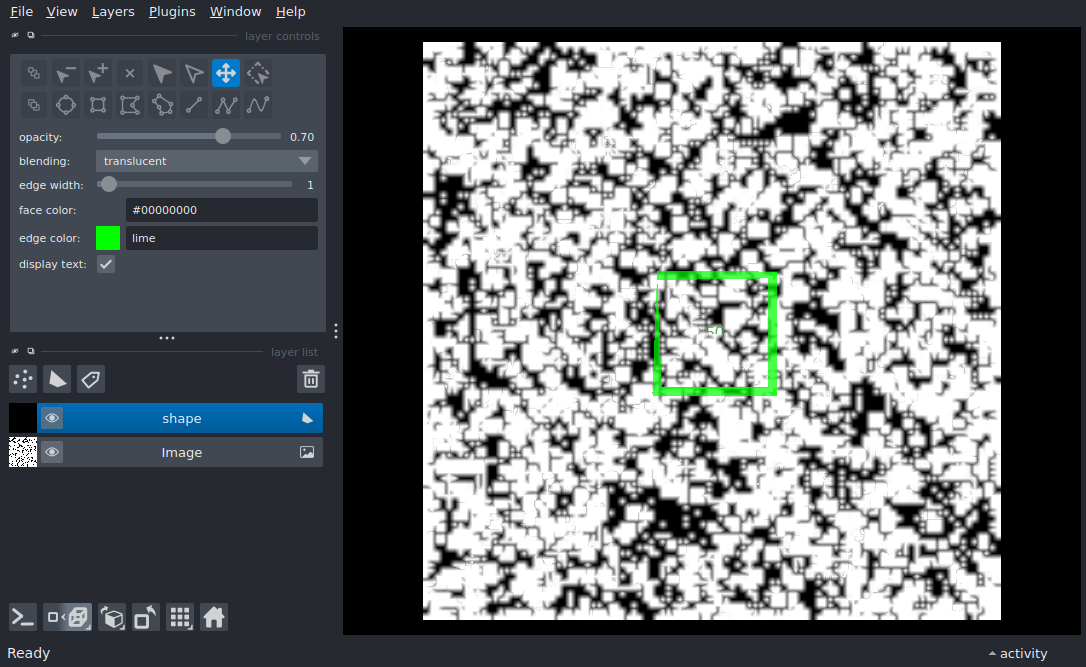 File View Layers Plugins Window Help
layer controls
opacity: 0.70
blending: translucent
edge width: 1
face color: #00000000
edge color: lime
display text:
layer list
shape
Image
Ready
activity